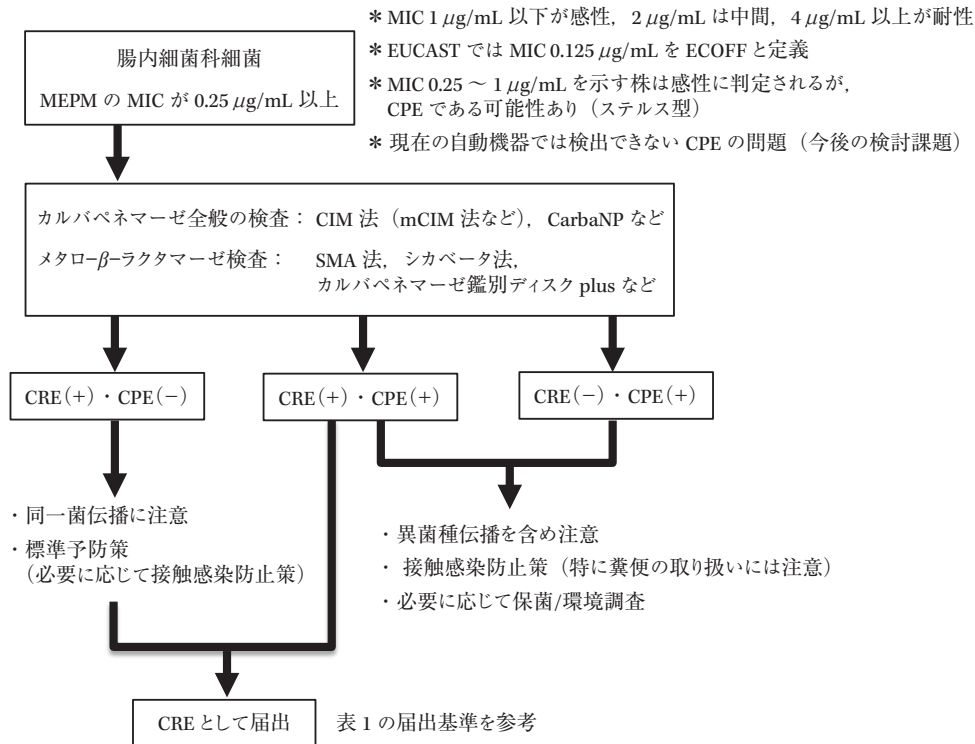 ＊ MIC 1 μg/mL 以下が感性，2 μg/mL は中間，4 μg/mL 以上が耐性
＊ EUCAST では MIC 0.125 μg/mL を ECOFF と定義
＊ MIC 0.25 ～ 1 μg/mL を示す株は感性に判定されるが，
CPE である可能性あり（ステルス型）
＊ 現在の自動機器では検出できない CPE の問題（今後の検討課題）
腸内細菌科細菌
MEPM の MIC が 0.25 μg/mL 以上
カルバペネマーゼ全般の検査： CIM 法（mCIM 法など），CarbaNP など
メタロ−β−ラクタマーゼ検査： SMA 法，シカベータ法，
カルバペネマーゼ鑑別ディスク plus など
CRE(+)・CPE(−)
CRE(+)・CPE(+)
CRE(−)・CPE(+)
・同一菌伝播に注意
・標準予防策
（必要に応じて接触感染防止策）
・異菌種伝播を含め注意
・ 接触感染防止策（特に糞便の取り扱いには注意）
・必要に応じて保菌/環境調査
CRE として届出
表 1 の届出基準を参考